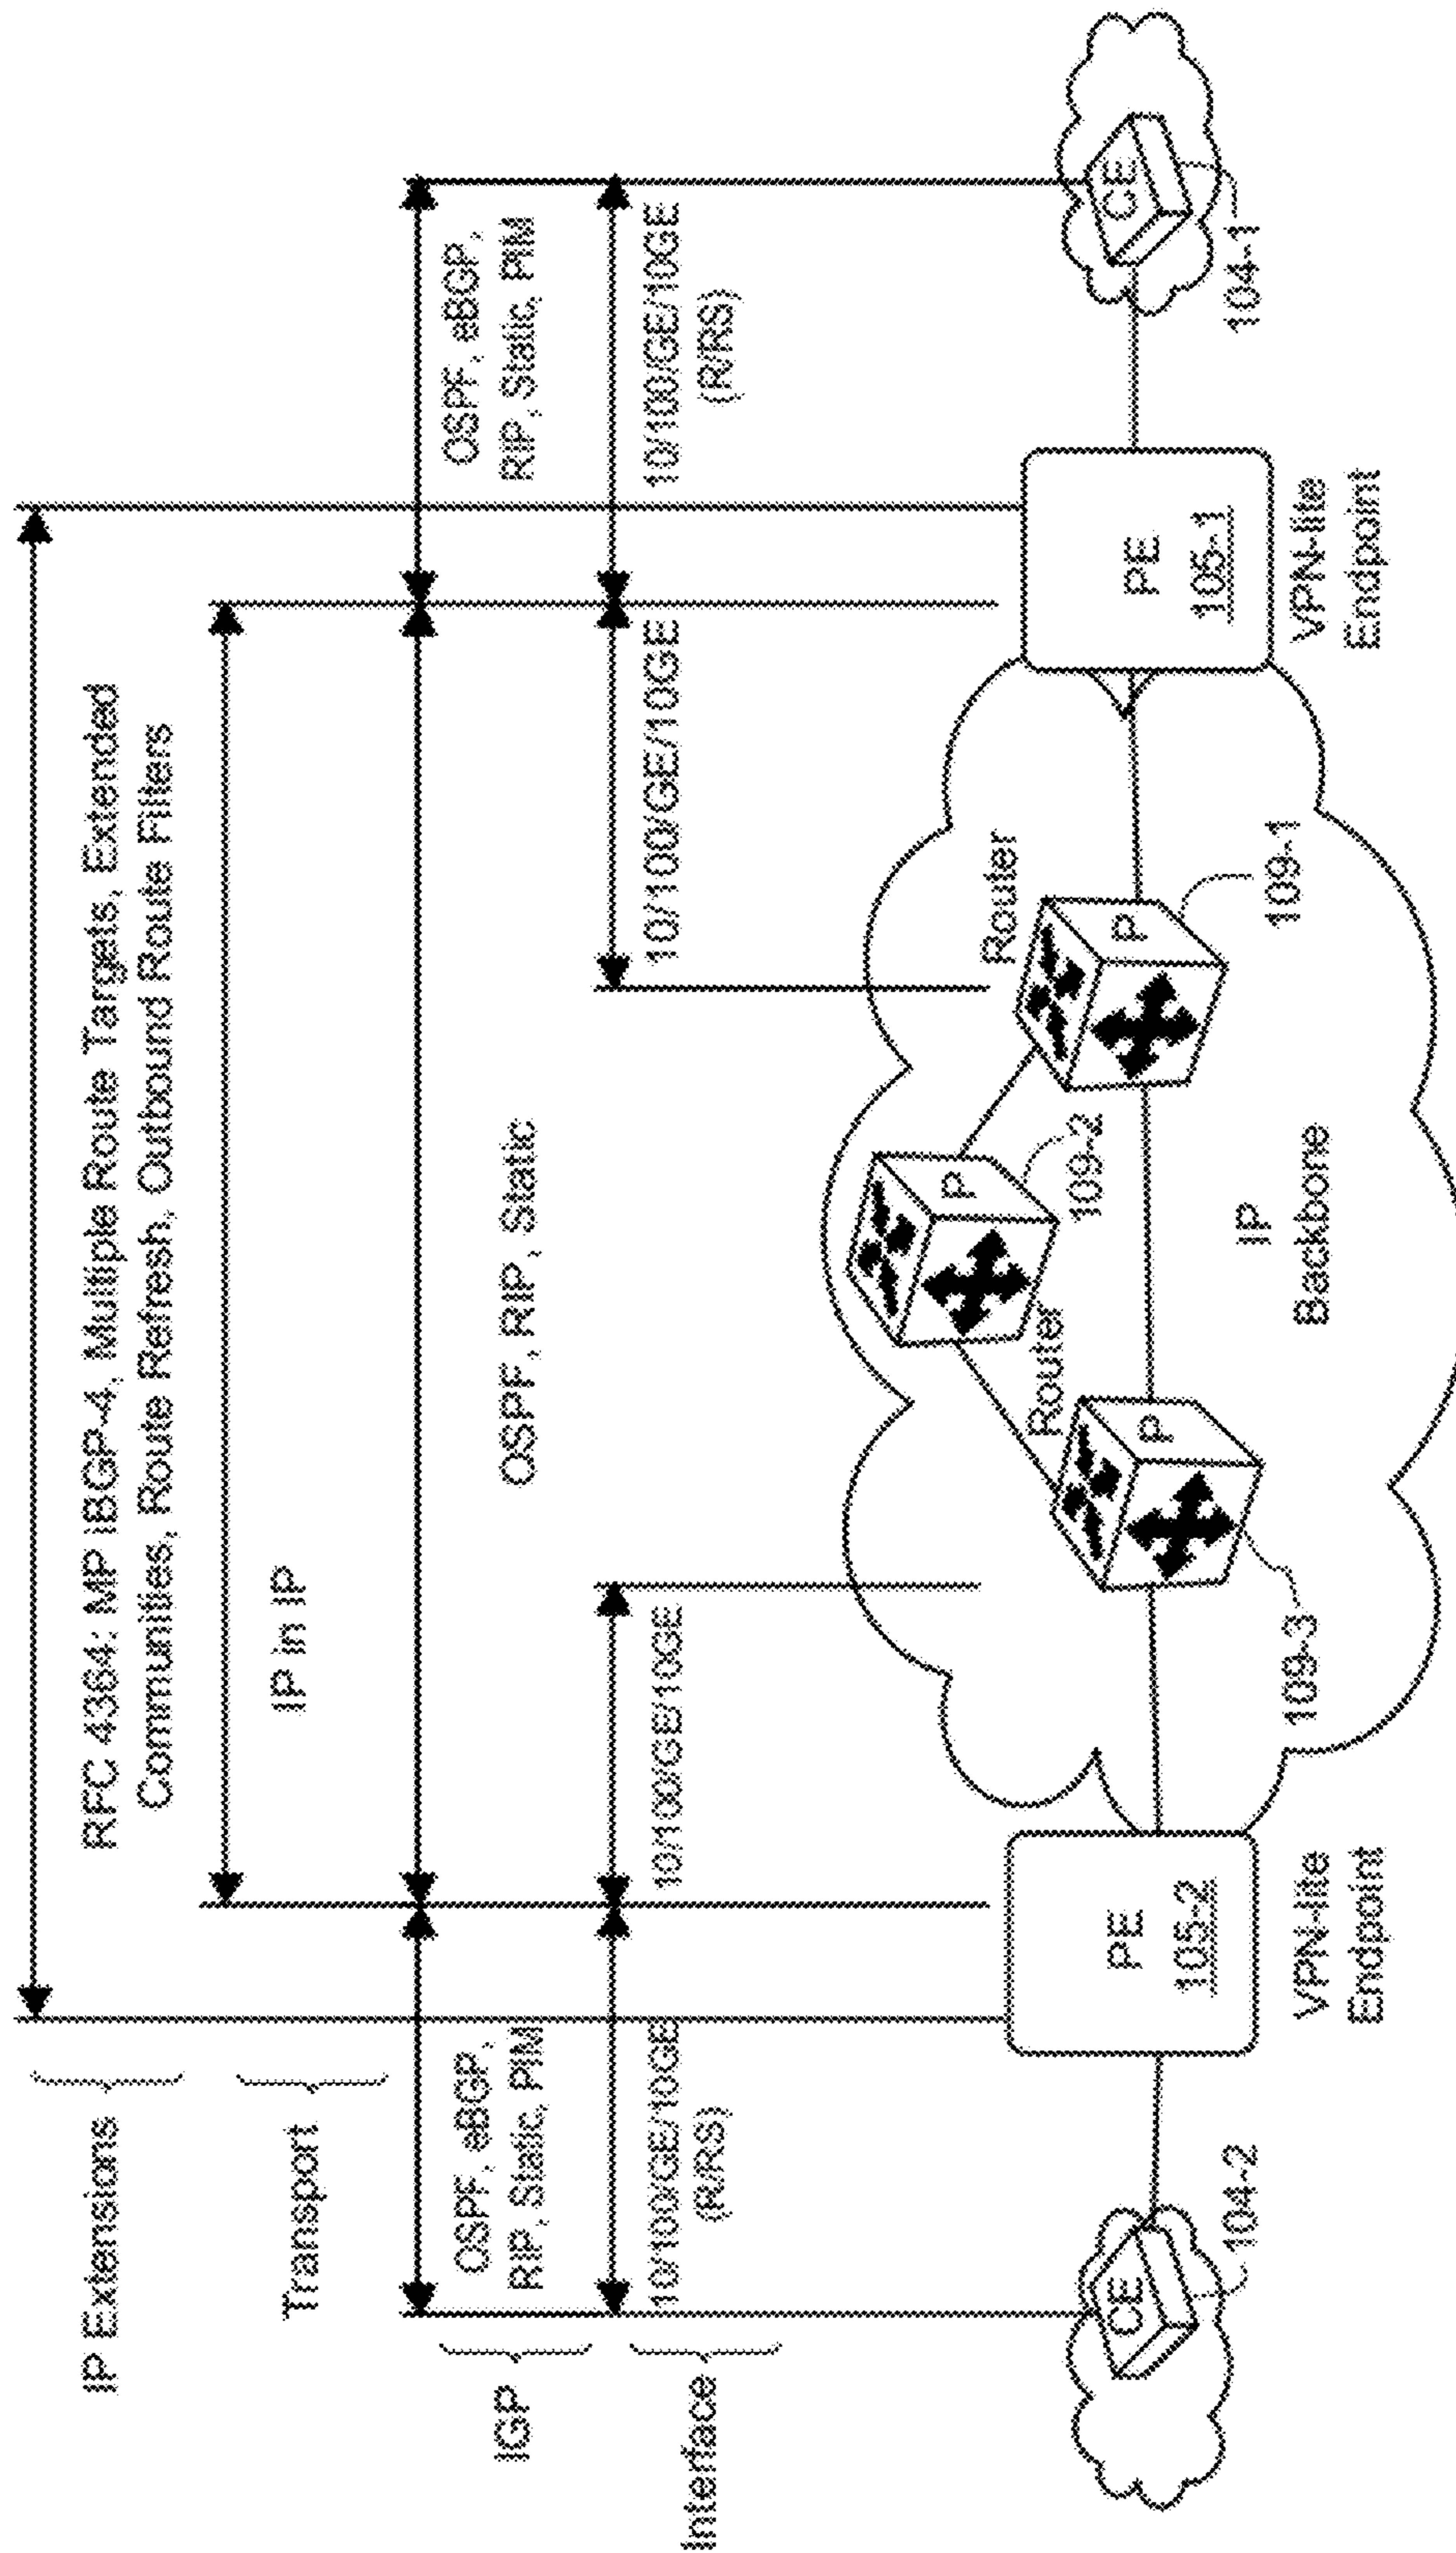 IP Extensions
RFC 4364: MP iBGP-4, Multiple Route Targets, Extended
Communities, Route Refresh, Outbound Route Filters
Transport
IP in IP
IGP
OSPF, eBGP,
RIP, Static, PIM
OSPF, RIP, Static
OSPF, eBGP,
RIP, Static, PIM
Interface
10/100/GE/10GE
(R/RS)
10/100/GE/10GE
10/100/GE/10GE
10/100/GE/10GE
(R/RS)
CE
104-2
PE
105-2
VPN-lite
Endpoint
P
109-3
Router
P
109-2
Router
P
109-1
IP
Backbone
PE
105-1
VPN-lite
Endpoint
CE
104-1